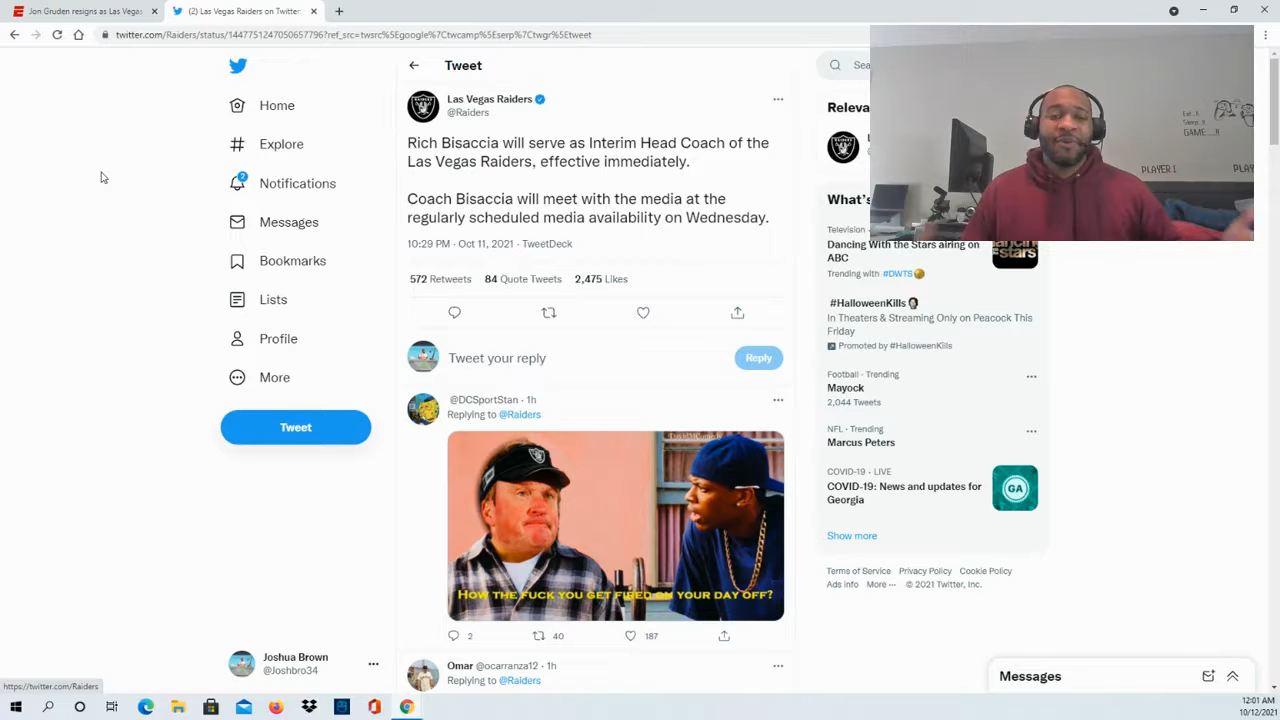 Jon Gruden resigns as Las Vegas
(2) Las Vegas Raiders on Twitter:
twitter.com/Raiders/status/1447751247050657796?ref_src=twsrc%5Egoogle%7Ctwcamp%5Eserp%7Ctwgr%5Etweet
Home
Explore
2
Notifications
Messages
Bookmarks
Lists
Profile
More
Tweet
Joshua Brown
@Joshbro34
https://twitter.com/Raiders
Tweet
Las Vegas Raiders
@Raiders
Rich Bisaccia will serve as Interim Head Coach of the
Las Vegas Raiders, effective immediately.
Coach Bisaccia will meet with the media at the
regularly scheduled media availability on Wednesday.
10:29 PM · Oct 11, 2021 · TweetDeck
572 Retweets 84 Quote Tweets 2,475 Likes
Tweet your reply
Reply
@DCSportStan · 1h
Replying to @Raiders
HOW THE FUCK YOU GET FIRED ON YOUR DAY OFF?
2 40 187
Omar @ocarranza12 · 1h
Replying to @Raiders
Sea
Releva
What's
Television
Dancing With the Stars airing on
ABC
Trending with #DWTS
DANCING
STARS
#HalloweenKills
In Theaters & Streaming Only on Peacock This
Friday
Promoted by #HalloweenKills
Football · Trending
Mayock
2,044 Tweets
NFL · Trending
Marcus Peters
COVID-19 · LIVE
COVID-19: News and updates for
Georgia
GA
Show more
Terms of Service Privacy Policy Cookie Policy
Ads info More ··· © 2021 Twitter, Inc.
Messages
PLAYER 1
GAME
12:01 AM
10/12/2021